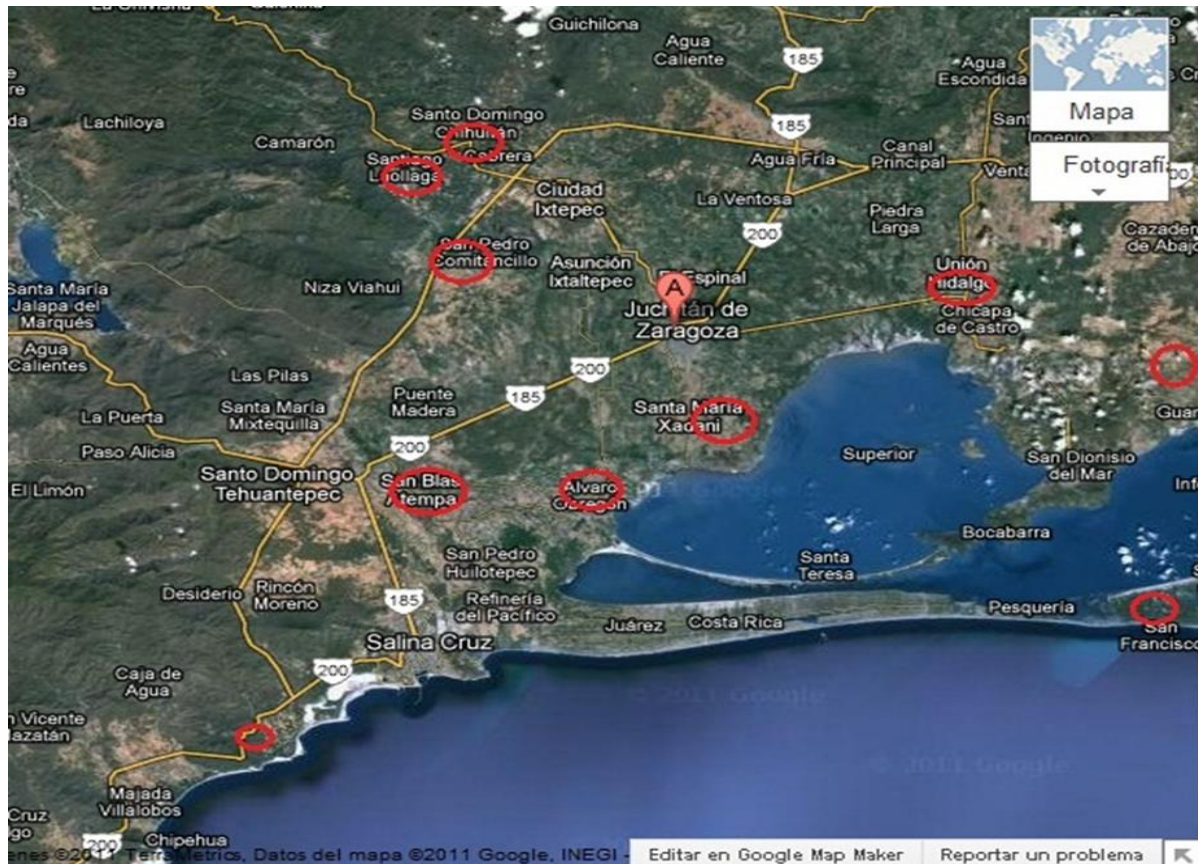 Guichilona
Agua
Caliente
185
Agua
Escondida
Mapa
Lachiloya
Camarón
Santo Domingo
Chihuitán
Cabrera
Santiago
Laollaga
185
Agua Fría
Canal
Principal
Fotografía
Ciudad
Ixtepec
La Ventosa
Piedra
Larga
200
San Pedro
Comitancillo
Asunción
Ixtaltepec
El Espinal
A
Juchitán de
Zaragoza
Unión
Hidalgo
Chicapa
de Castro
Niza Viahui
Santa María
Jalapa del
Marqués
Agua
Calientes
Las Pilas
200
185
Puente
Madera
La Puerta
Santa María
Mixtequilla
Santa María
Xadani
Paso Alicia
200
Superior
San Dionisio
del Mar
Santo Domingo
Tehuantepec
San Blas
Atempa
Alvaro
Obregón
El Limón
Bocabarra
San Pedro
Huilotepec
Santa
Teresa
Desiderio
Rincón
Moreno
185
Refinería
del Pacífico
Juárez
Costa Rica
Pesquería
San
Francisco
Salina Cruz
200
Caja de
Agua
© 2011 Google
© 2011 Google
Majada
Villalobos
200
Chipehua
©2011 TerraMetrics, Datos del mapa ©2011 Google, INEGI -
Editar en Google Map Maker
Reportar un problema